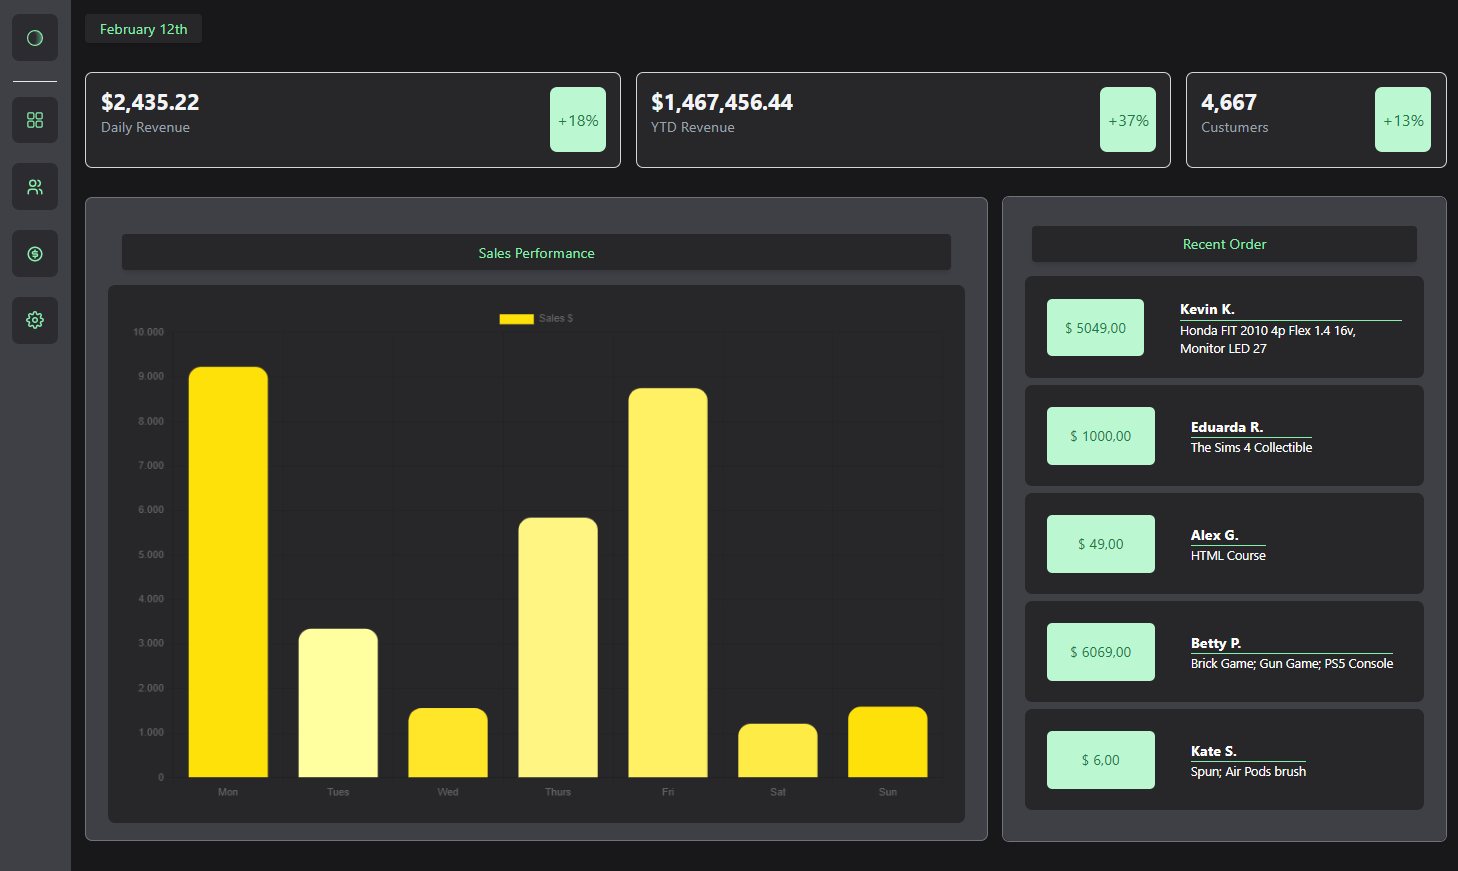 February 12th
$2,435.22
Daily Revenue
+18%
$1,467,456.44
YTD Revenue
+37%
4,667
Custumers
+13%
Sales Performance
Sales $
10.000
9.000
8.000
7.000
6.000
5.000
4.000
3.000
2.000
1.000
0
Mon Tues Wed Thurs Fri Sat Sun
Recent Order
$ 5049,00
Kevin K.
Honda FIT 2010 4p Flex 1.4 16v,
Monitor LED 27
$ 1000,00
Eduarda R.
The Sims 4 Collectible
$ 49,00
Alex G.
HTML Course
$ 6069,00
Betty P.
Brick Game; Gun Game; PS5 Console
$ 6,00
Kate S.
Spun; Air Pods brush